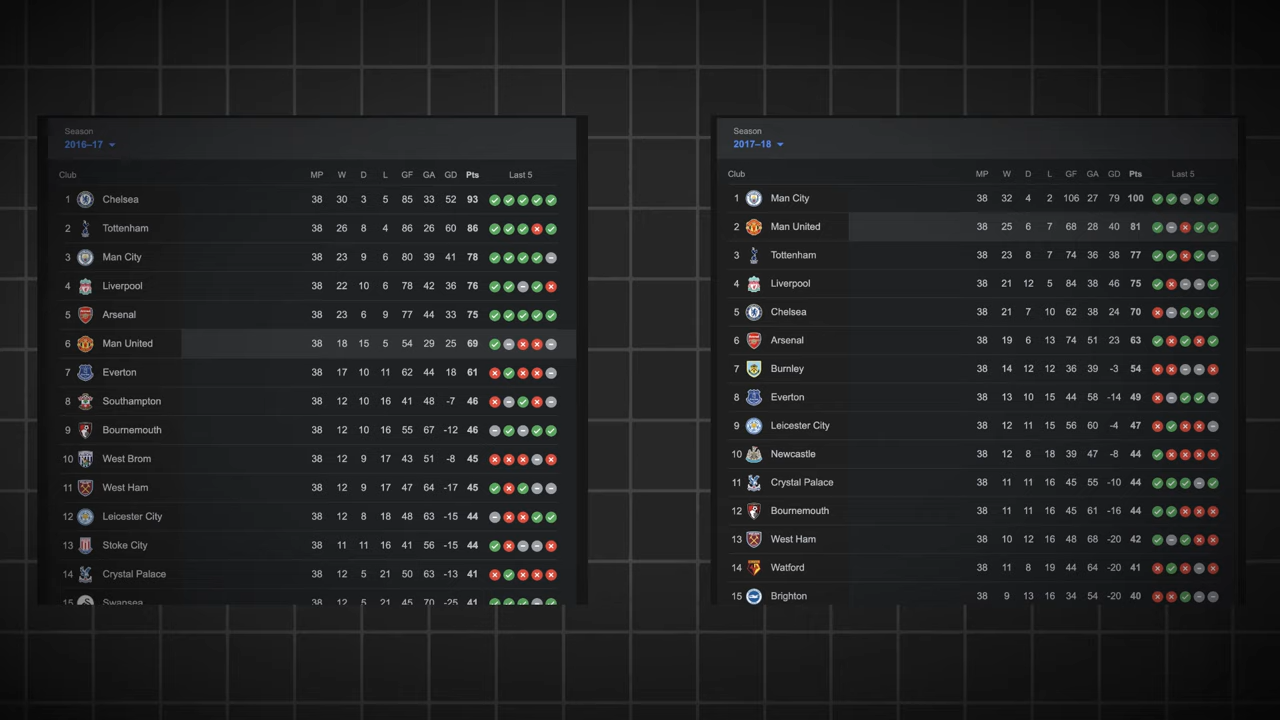 Season
2016–17
Club MP W D L GF GA GD Pts Last 5
1 Chelsea 38 30 3 5 85 33 52 93
2 Tottenham 38 26 8 4 86 26 60 86
3 Man City 38 23 9 6 80 39 41 78
4 Liverpool 38 22 10 6 78 42 36 76
5 Arsenal 38 23 6 9 77 44 33 75
6 Man United 38 18 15 5 54 29 25 69
7 Everton 38 17 10 11 62 44 18 61
8 Southampton 38 12 10 16 41 48 -7 46
9 Bournemouth 38 12 10 16 55 67 -12 46
10 West Brom 38 12 9 17 43 51 -8 45
11 West Ham 38 12 9 17 47 64 -17 45
12 Leicester City 38 12 8 18 48 63 -15 44
13 Stoke City 38 11 11 16 41 56 -15 44
14 Crystal Palace 38 12 5 21 50 63 -13 41
15 Swansea 38 12 5 21 45 70 -25 41
Season
2017–18
Club MP W D L GF GA GD Pts Last 5
1 Man City 38 32 4 2 106 27 79 100
2 Man United 38 25 6 7 68 28 40 81
3 Tottenham 38 23 8 7 74 36 38 77
4 Liverpool 38 21 12 5 84 38 46 75
5 Chelsea 38 21 7 10 62 38 24 70
6 Arsenal 38 19 6 13 74 51 23 63
7 Burnley 38 14 12 12 36 39 -3 54
8 Everton 38 13 10 15 44 58 -14 49
9 Leicester City 38 12 11 15 56 60 -4 47
10 Newcastle 38 12 8 18 39 47 -8 44
11 Crystal Palace 38 11 11 16 45 55 -10 44
12 Bournemouth 38 11 11 16 45 61 -16 44
13 West Ham 38 10 12 16 48 68 -20 42
14 Watford 38 11 8 19 44 64 -20 41
15 Brighton 38 9 13 16 34 54 -20 40